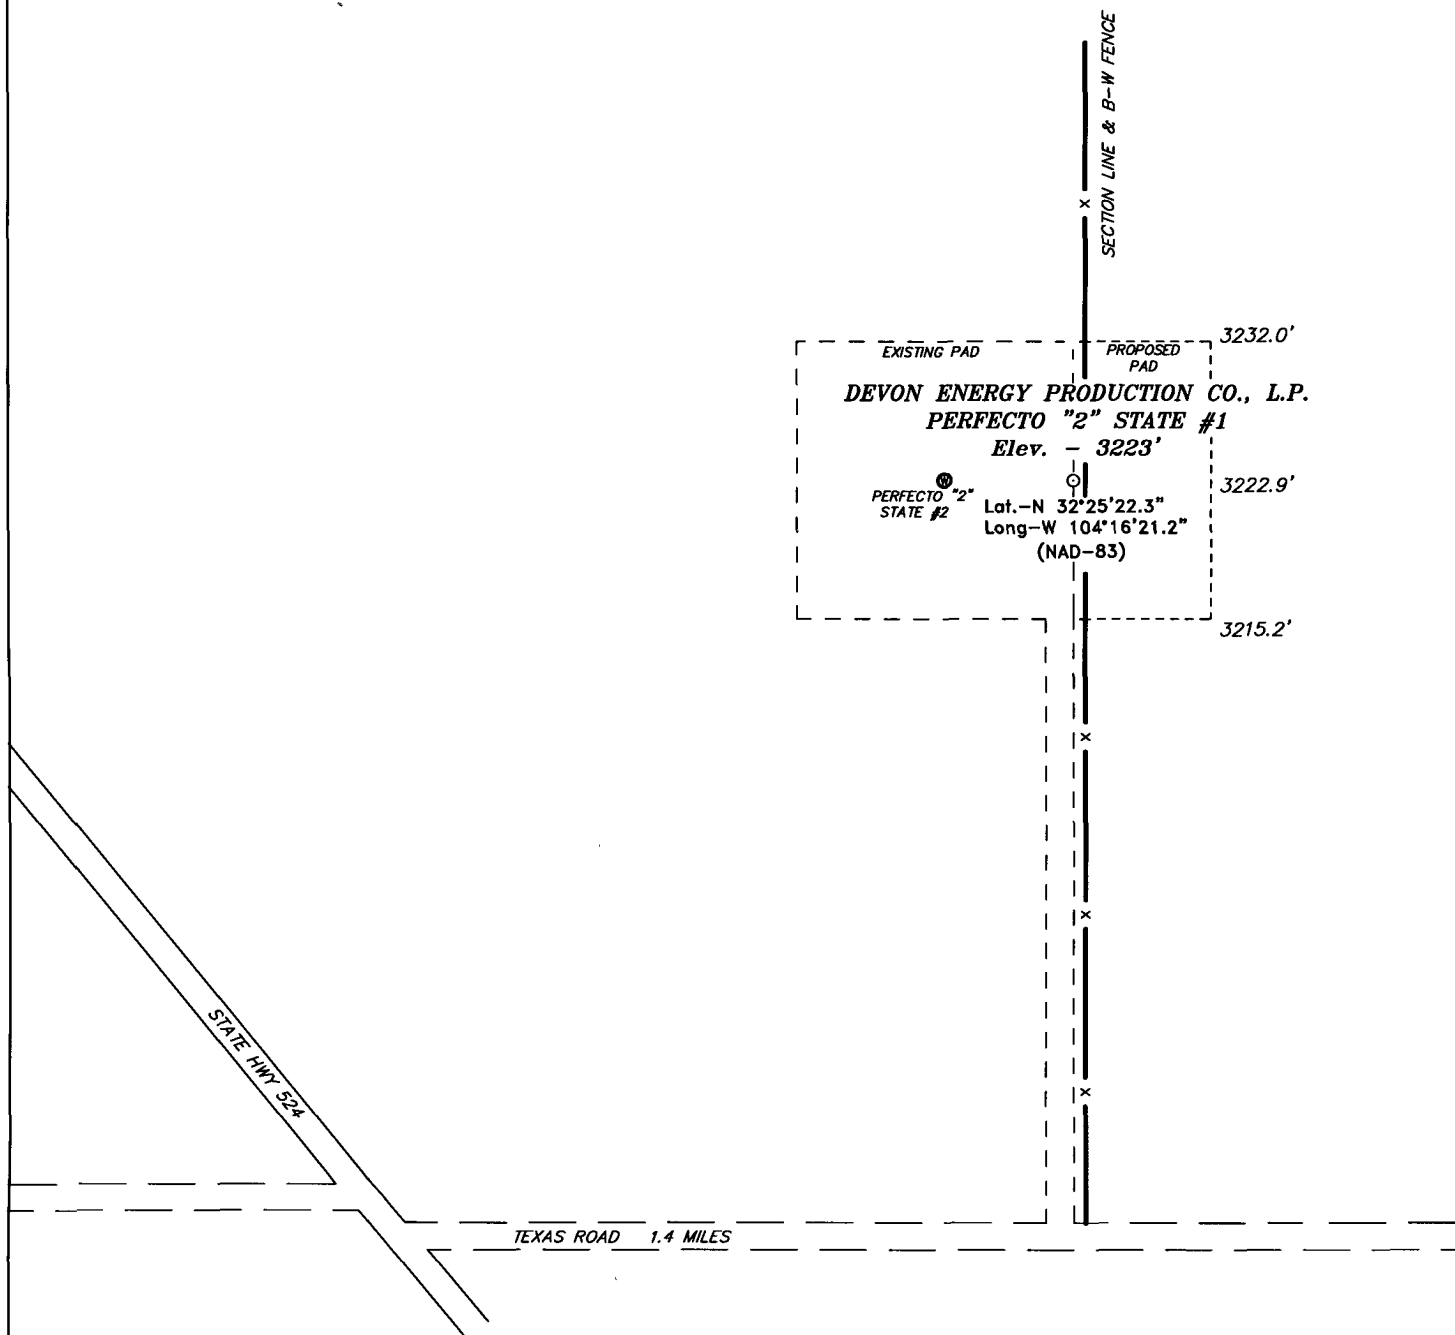 SECTION LINE & B-W FENCE
3232.0'
EXISTING PAD
PROPOSED
PAD
DEVON ENERGY PRODUCTION CO., L.P.
PERFECTO "2" STATE #1
Elev. - 3223'
W
PERFECTO "2"
STATE #2
3222.9'
Lat.-N 32°25'22.3"
Long-W 104°16'21.2"
(NAD-83)
3215.2'
STATE HWY 524
TEXAS ROAD 1.4 MILES